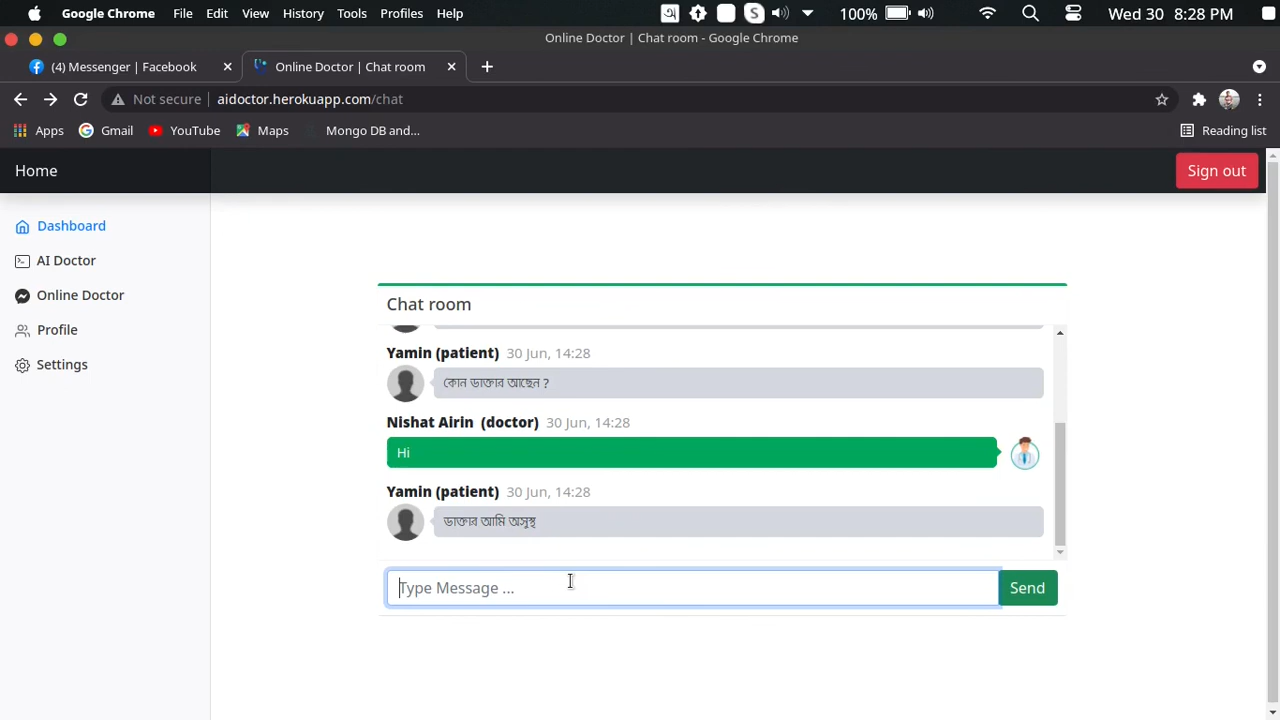 Google Chrome File Edit View History Tools Profiles Help 100% Wed 30 8:28 PM
Online Doctor | Chat room - Google Chrome
(4) Messenger | Facebook Online Doctor | Chat room
Not secure aidoctor.herokuapp.com/chat
Apps Gmail YouTube Maps Mongo DB and... Reading list
Home Sign out
Dashboard
AI Doctor
Online Doctor
Profile
Settings
Chat room
Yamin (patient) 30 Jun, 14:28
কোন ডাক্তার আছেন ?
Nishat Airin (doctor) 30 Jun, 14:28
Hi
Yamin (patient) 30 Jun, 14:28
ডাক্তার আমি অসুস্থ
Type Message ... Send